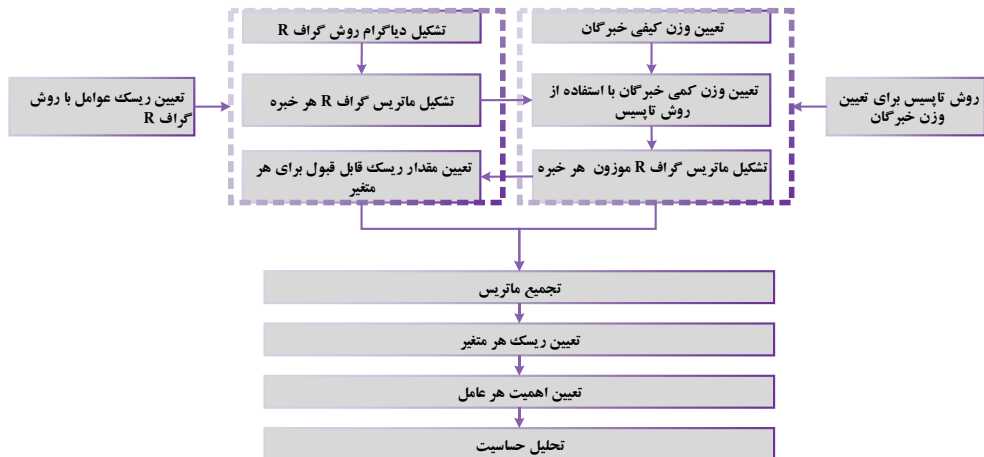 تعیین وزن کیفی خبرگان
تشکیل دیاگرام روش گراف R
روش تاپسیس برای تعیین
وزن خبرگان
تعیین وزن کمی خبرگان با استفاده از
روش تاپسیس
تشکیل ماتریس گراف R هر خبره
تعیین ریسک عوامل با روش
گراف R
تشکیل ماتریس گراف R موزون هر خبره
تعیین مقدار ریسک قابل قبول برای هر
متغیر
تجمیع ماتریس
تعیین ریسک هر متغیر
تعیین اهمیت هر عامل
تحلیل حساسیت